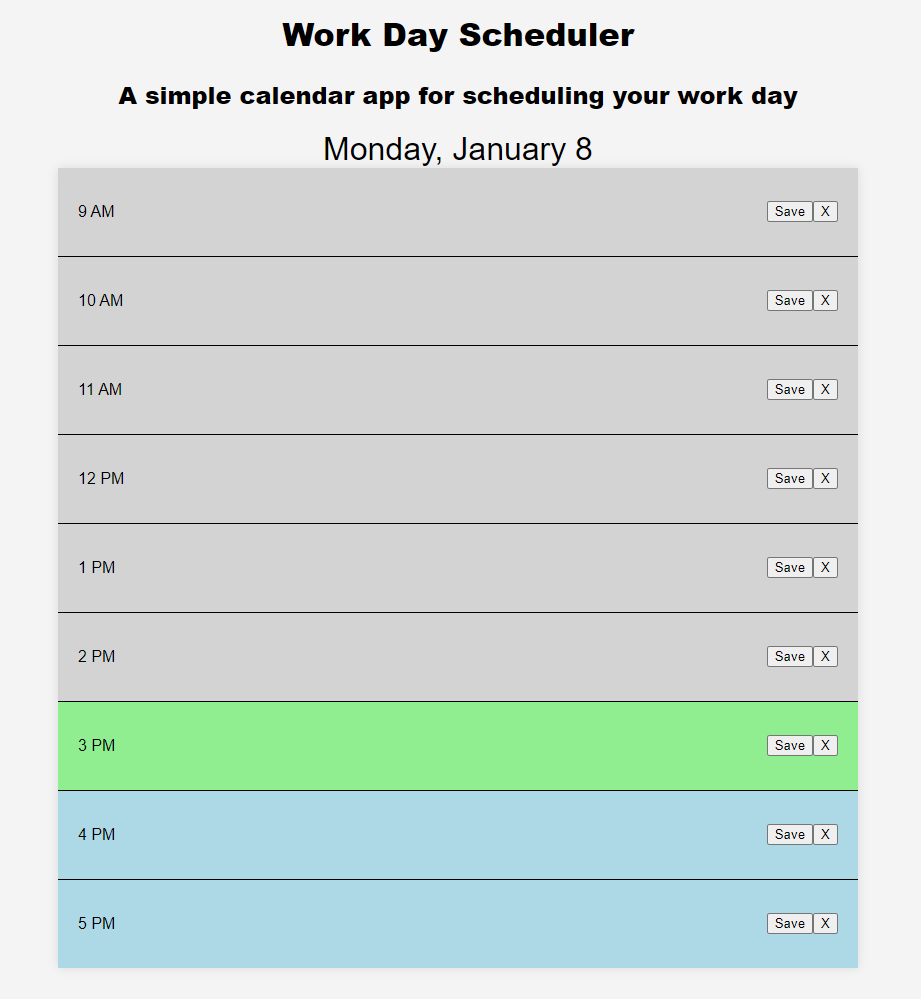 Work Day Scheduler
A simple calendar app for scheduling your work day
Monday, January 8
9 AM Save X
10 AM Save X
11 AM Save X
12 PM Save X
1 PM Save X
2 PM Save X
3 PM Save X
4 PM Save X
5 PM Save X